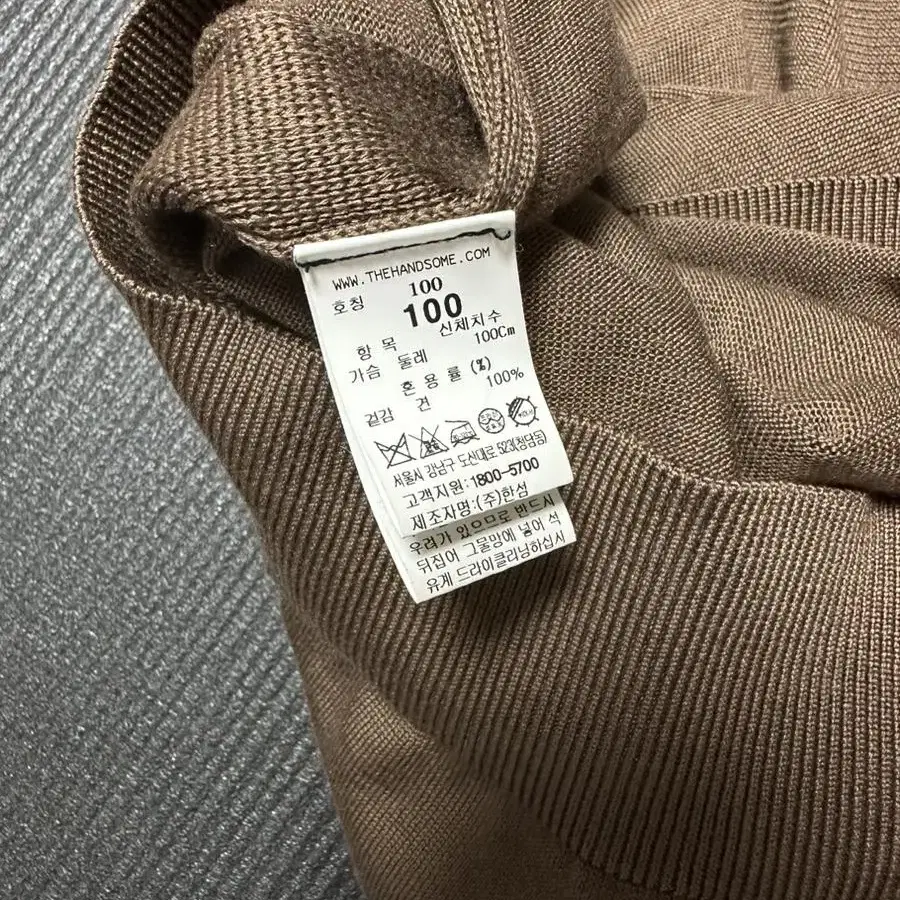 WWW.THEHANDSOME.COM
호칭 100
100
항 목 신체치수
가슴 둘레 100Cm
혼 용 률 (%)
겉감 견 100%
서울시 강남구 도산대로 523(청담동)
고객지원:1800-5700
제조자명:(주)한섬
우려가 있으므로 반드시
뒤집어 그물망에 넣어 석
유계 드라이클리닝하십시